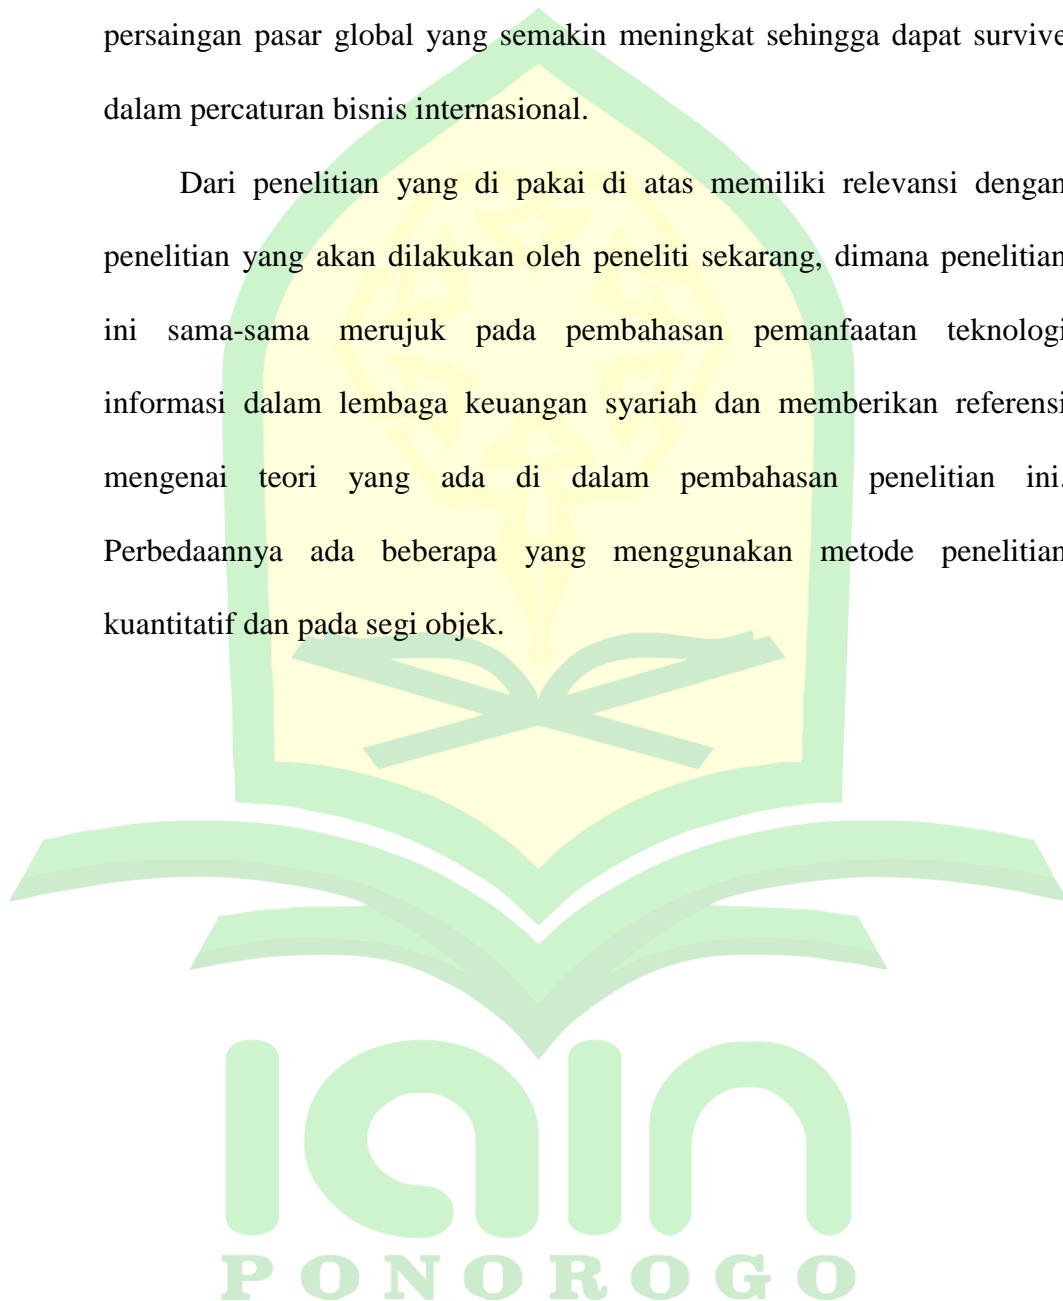 persaingan pasar global yang semakin meningkat sehingga dapat survive
dalam percaturan bisnis internasional.
Dari penelitian yang di pakai di atas memiliki relevansi dengan
penelitian yang akan dilakukan oleh peneliti sekarang, dimana penelitian
ini sama-sama merujuk pada pembahasan pemanfaatan teknologi
informasi dalam lembaga keuangan syariah dan memberikan referensi
mengenai teori yang ada di dalam pembahasan penelitian ini.
Perbedaannya ada beberapa yang menggunakan metode penelitian
kuantitatif dan pada segi objek.
IAIN
PONOROGO